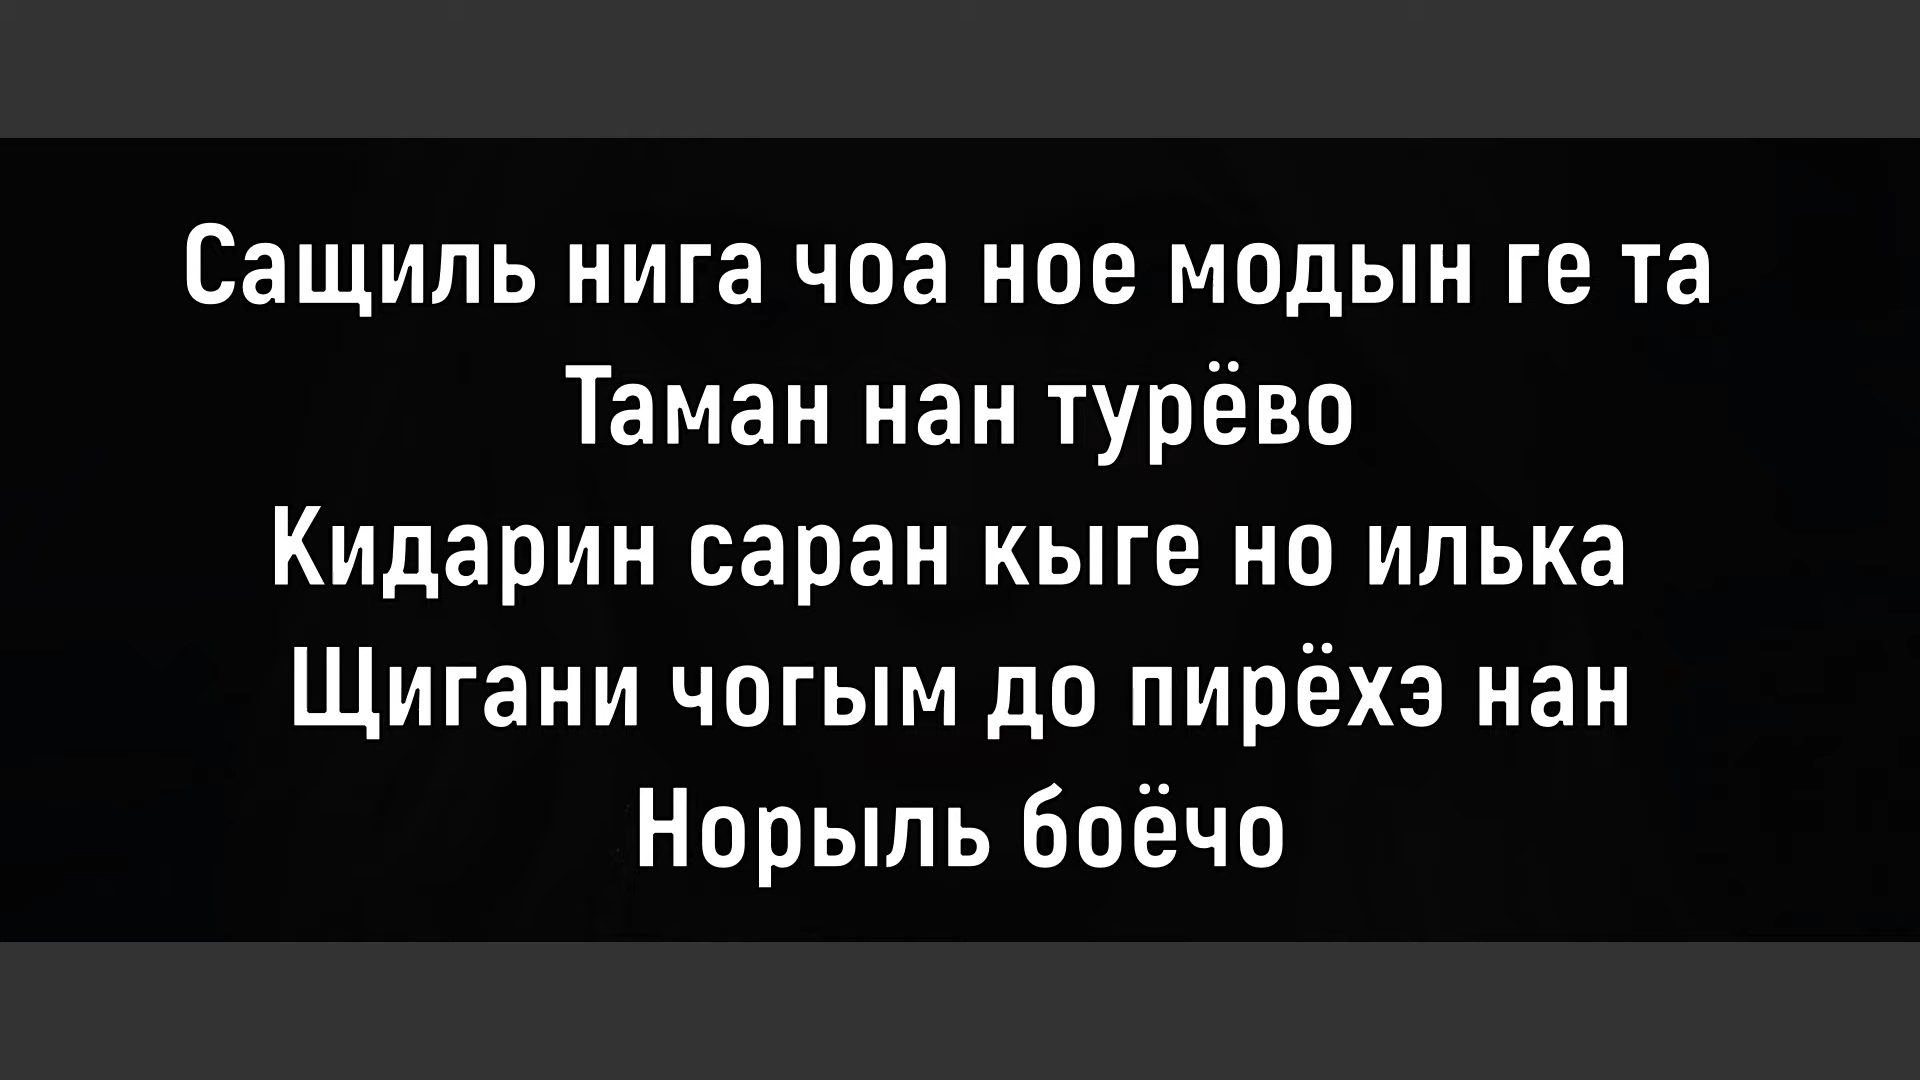 Сащиль нига чоа ное модын ге та
Таман нан турёво
Кидарин саран кыге но илька
Щигани чогым до пирёхэ нан
Норыль боёчо